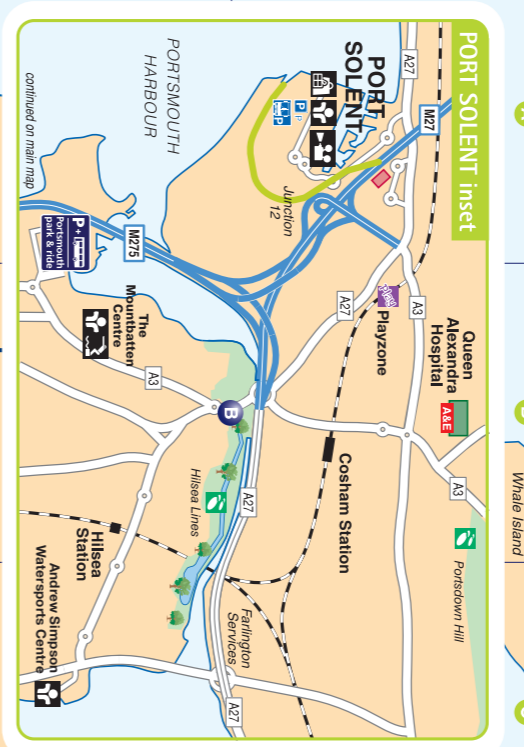 PORT SOLENT inset
A27
M27
PORT
SOLENT
P
P
P
PORTSMOUTH
HARBOUR
Junction
12
continued on main map
M275
P+
Portsmouth
park & ride
A27
A3
Play
Playzone
Queen
Alexandra
Hospital
A&E
A3
Portsdown Hill
Whale Island
Cosham Station
The
Mountbatten
Centre
A3
B
A27
Hilsea Lines
Hilsea
Station
Farlington
Services
A27
Andrew Simpson
Watersports Centre